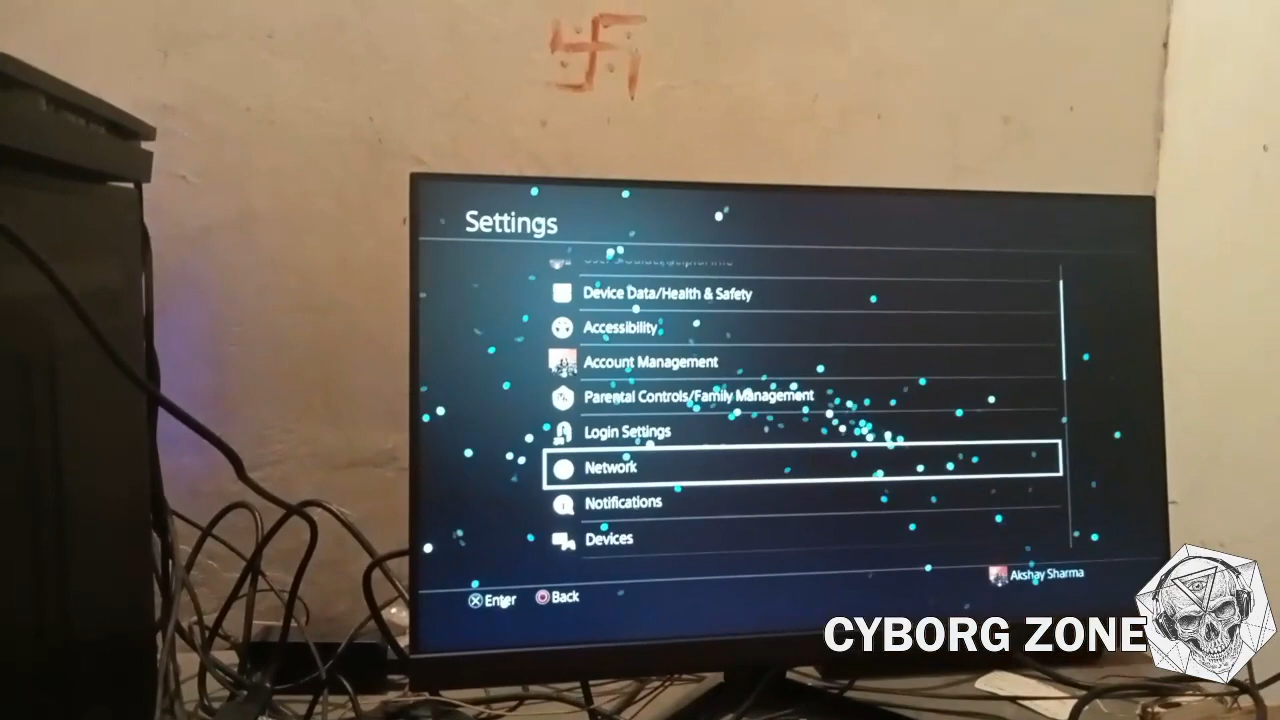 Settings
Device Data/Health & Safety
Accessibility
Account Management
Parental Controls/Family Management
Login Settings
Network
Notifications
Devices
Akshay Sharma
Enter
Back
CYBORG ZONE